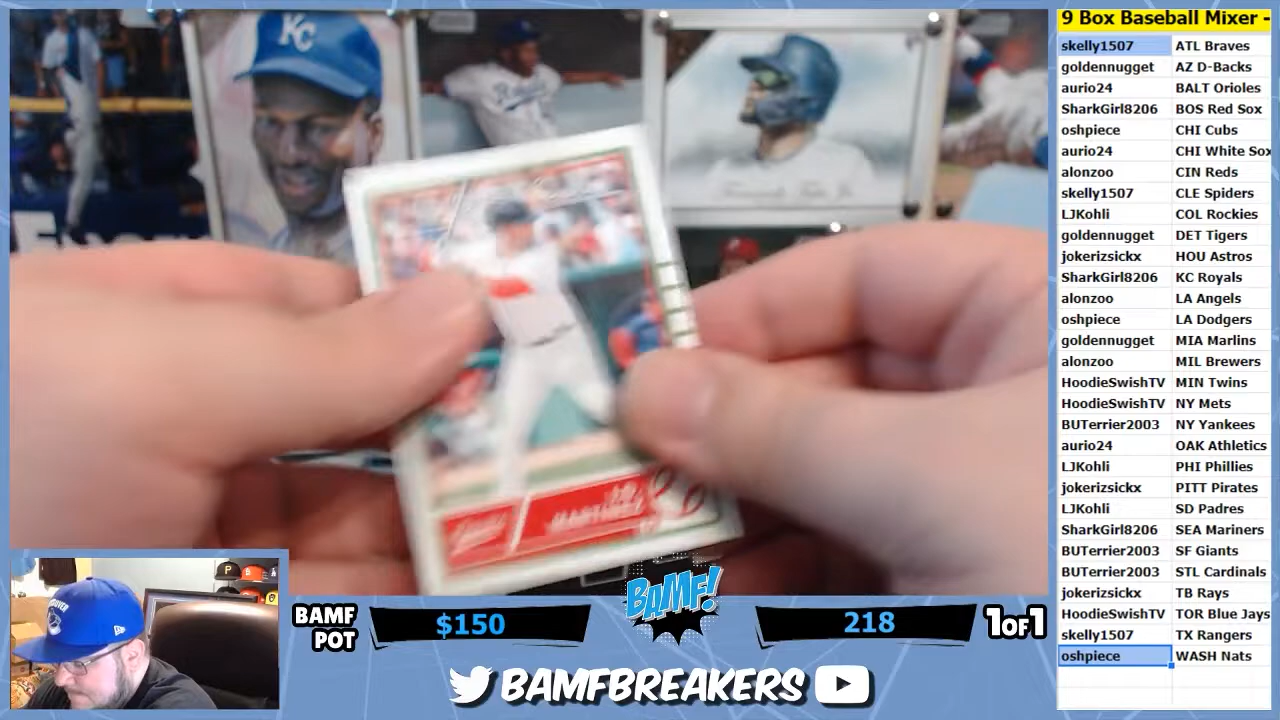 KC
Royals
J.D.
MARTINEZ
9 Box Baseball Mixer -
skelly1507 ATL Braves
goldennugget AZ D-Backs
aurio24 BALT Orioles
SharkGirl8206 BOS Red Sox
oshpiece CHI Cubs
aurio24 CHI White Sox
alonzoo CIN Reds
skelly1507 CLE Spiders
LJKohli COL Rockies
goldennugget DET Tigers
jokerizsickx HOU Astros
SharkGirl8206 KC Royals
alonzoo LA Angels
oshpiece LA Dodgers
goldennugget MIA Marlins
alonzoo MIL Brewers
HoodieSwishTV MIN Twins
HoodieSwishTV NY Mets
BUTerrier2003 NY Yankees
aurio24 OAK Athletics
LJKohli PHI Phillies
jokerizsickx PITT Pirates
LJKohli SD Padres
SharkGirl8206 SEA Mariners
BUTerrier2003 SF Giants
BUTerrier2003 STL Cardinals
jokerizsickx TB Rays
HoodieSwishTV TOR Blue Jays
skelly1507 TX Rangers
oshpiece WASH Nats
BAMF
POT
$150
BAMF!
218
1OF1
BAMFBREAKERS